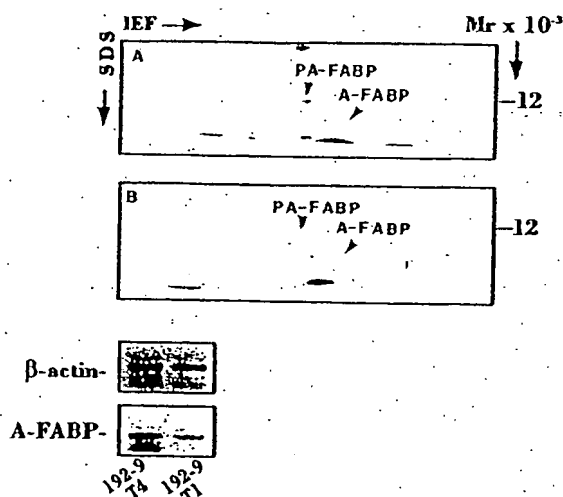 IEF → Mr x 10⁻³
← SDS
A
PA-FABP
A-FABP
-12
B
PA-FABP
A-FABP
-12
β-actin-
A-FABP-
192-9 T4
192-9 T1